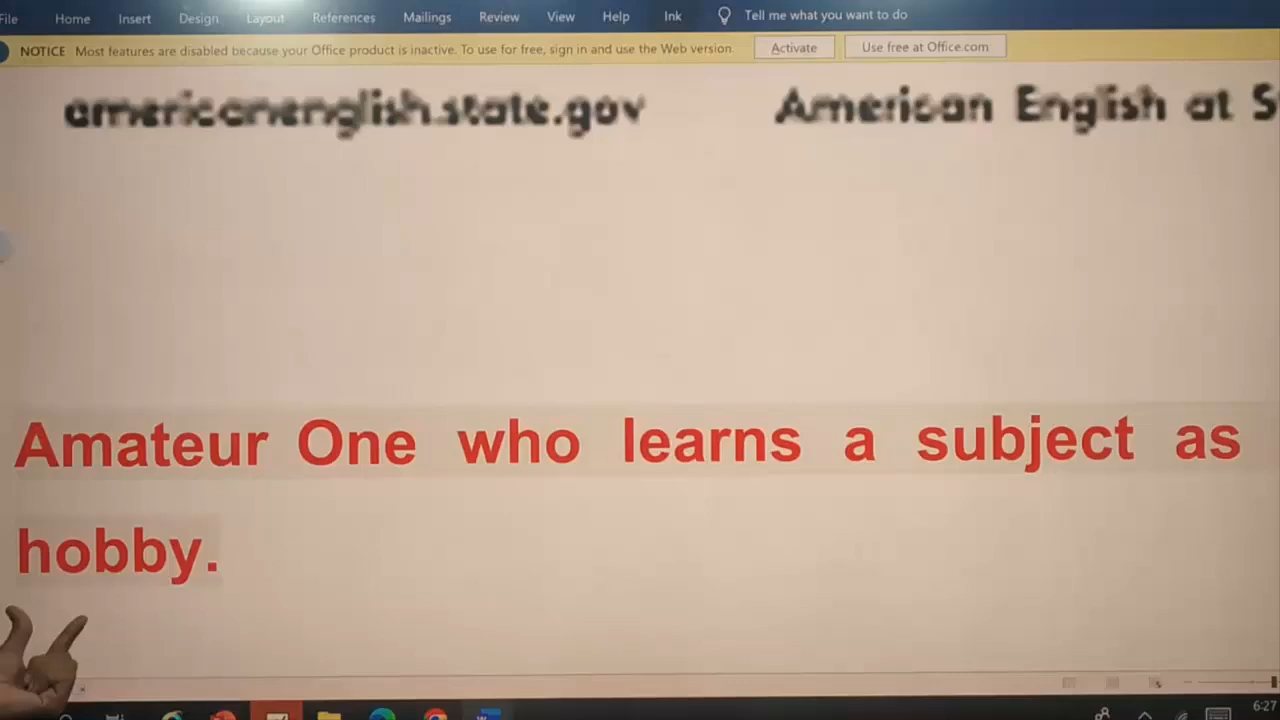 File Home Insert Design Layout References Mailings Review View Help Ink Tell me what you want to do
NOTICE Most features are disabled because your Office product is inactive. To use for free, sign in and use the Web version. Activate Use free at Office.com
americanenglish.state.gov American English at S
Amateur One who learns a subject as
hobby.
6:27